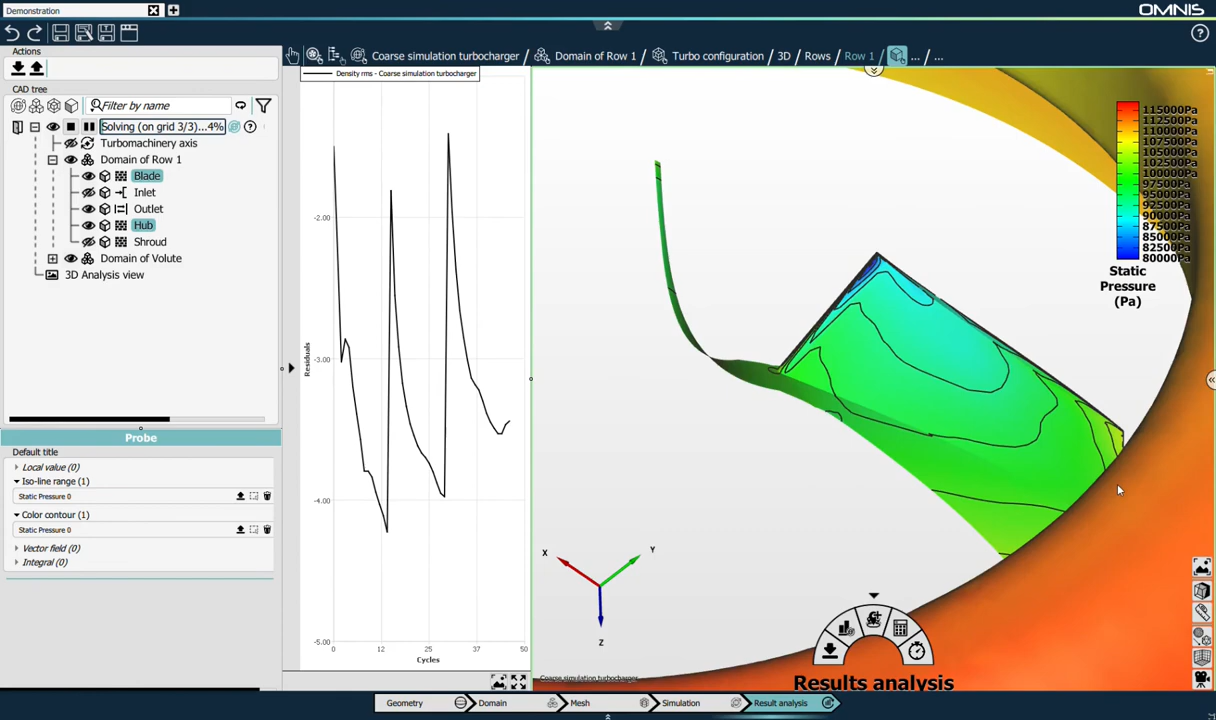 Demonstration
OMNIS
Actions
CAD tree
Filter by name
Solving (on grid 3/3)...4%
Turbomachinery axis
Domain of Row 1
Blade
Inlet
Outlet
Hub
Shroud
Domain of Volute
3D Analysis view
Probe
Default title
Local value (0)
Iso-line range (1)
Static Pressure 0
Color contour (1)
Static Pressure 0
Vector field (0)
Integral (0)
Coarse simulation turbocharger
Domain of Row 1
Turbo configuration
3D
Rows
Row 1
...
...
Density rms - Coarse simulation turbocharger
Residuals
-2.00
-3.00
-4.00
-5.00
0
12
25
37
50
Cycles
115000Pa
112500Pa
110000Pa
107500Pa
105000Pa
102500Pa
100000Pa
97500Pa
95000Pa
92500Pa
90000Pa
87500Pa
85000Pa
82500Pa
80000Pa
Static
Pressure
(Pa)
X
Y
Z
Coarse simulation turbocharger
Results analysis
Geometry
Domain
Mesh
Simulation
Result analysis